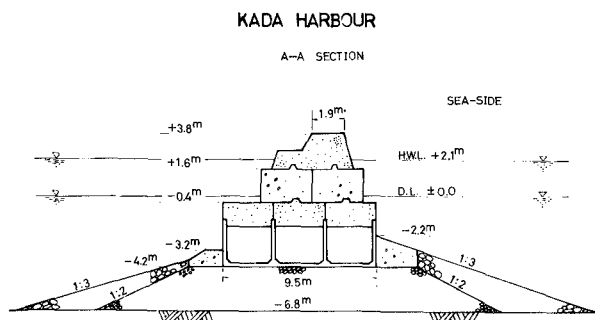 KADA HARBOUR
A-A SECTION
1.9m.
SEA-SIDE
+3.8m
+1.6m
H.W.L. +2.1m
-0.4m
D.L. ±0.0
-2.2m
-3.2m
-4.2m
1:3
1:2
9.5m
1:3
1:2
-6.8m